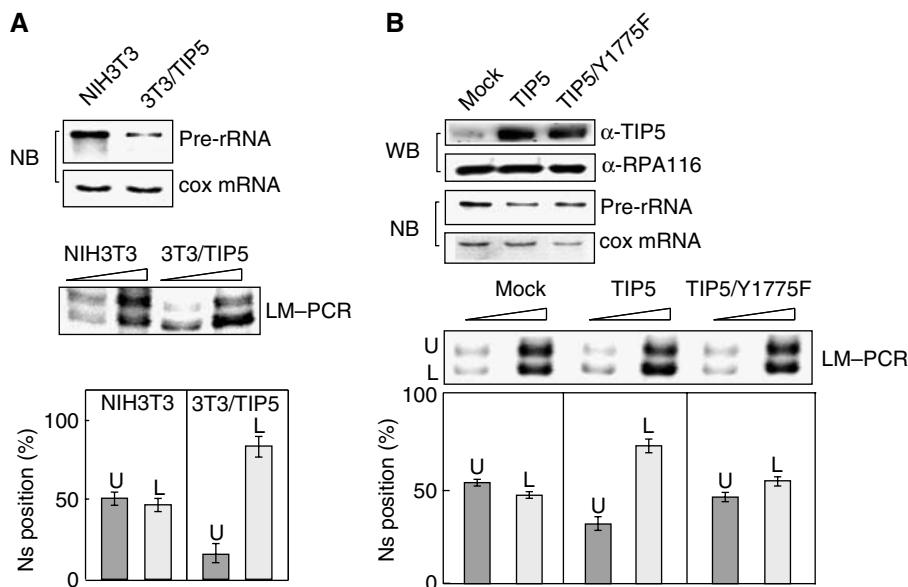 A
NIH3T3
3T3/TIP5
NB
Pre-rRNA
cox mRNA
NIH3T3 3T3/TIP5
LM–PCR
NIH3T3 3T3/TIP5
100
50
0
Ns position (%)
U L U L
B
Mock
TIP5
TIP5/Y1775F
WB
α-TIP5
α-RPA116
NB
Pre-rRNA
cox mRNA
Mock TIP5 TIP5/Y1775F
U
L
LM–PCR
100
50
0
Ns position (%)
U L U L U L